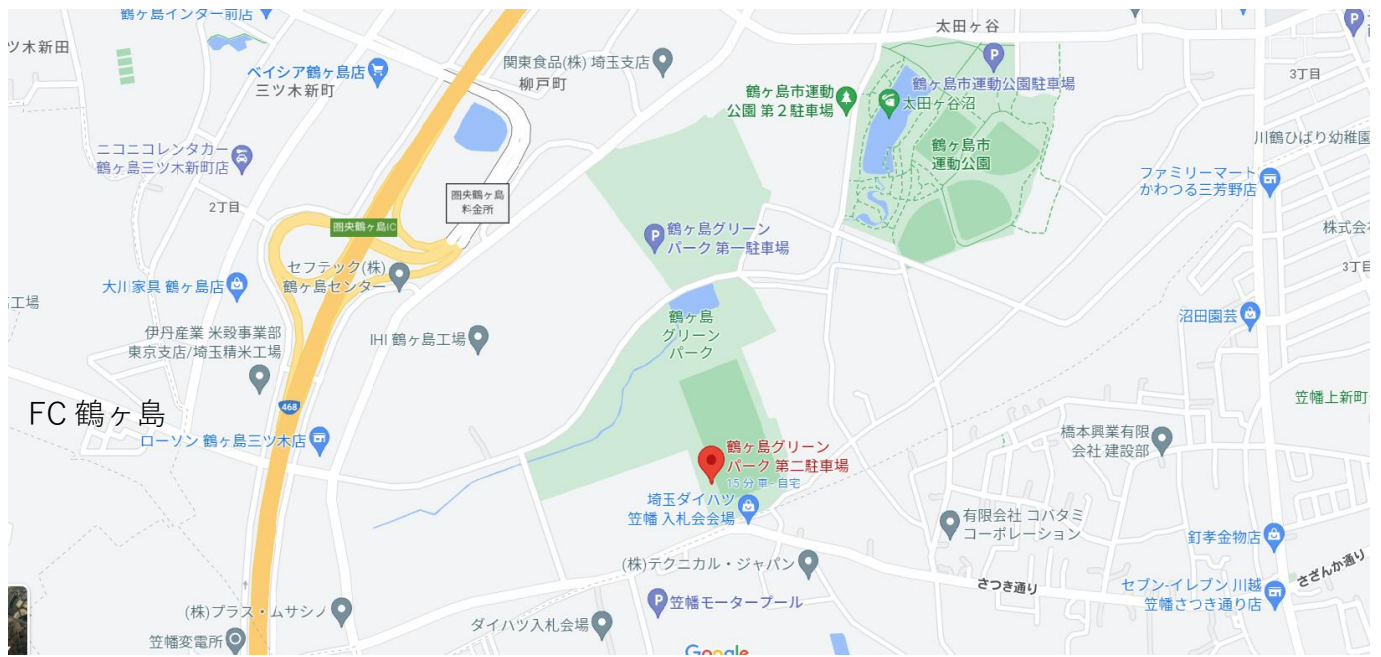 鶴ヶ島インター前店
太田ヶ谷
ツ木新田
関東食品(株) 埼玉支店
柳戸町
ベイシア鶴ヶ島店
三ツ木新町
鶴ヶ島市運動
公園 第２駐車場
鶴ヶ島市運動公園駐車場
太田ヶ谷沼
3丁目
鶴ヶ島市
運動公園
川鶴ひばり幼稚園
ニコニコレンタカー
鶴ヶ島三ツ木新町店
ファミリーマート
かわつる三芳野店
2丁目
圏央鶴ヶ島
料金所
圏央鶴ヶ島IC
鶴ヶ島グリーン
パーク 第一駐車場
株式会
3丁目
セフテック(株)
鶴ヶ島センター
大川家具 鶴ヶ島店
工場
鶴ヶ島
グリーン
パーク
沼田園芸
伊丹産業 米穀事業部
東京支店/埼玉精米工場
IHI 鶴ヶ島工場
468
FC 鶴ヶ島
笠幡上新町
ローソン 鶴ヶ島三ツ木店
橋本興業有限
会社 建設部
鶴ヶ島グリーン
パーク 第二駐車場
15 分 車 - 自宅
埼玉ダイハツ
笠幡 入札会会場
有限会社 コバタミ
コーポレーション
釘孝金物店
(株)テクニカル・ジャパン
さつき通り
さざんか通り
セブン-イレブン 川越
笠幡さつき通り店
(株)プラス・ムサシノ
笠幡モータープール
ダイハツ入札会場
笠幡変電所
Google